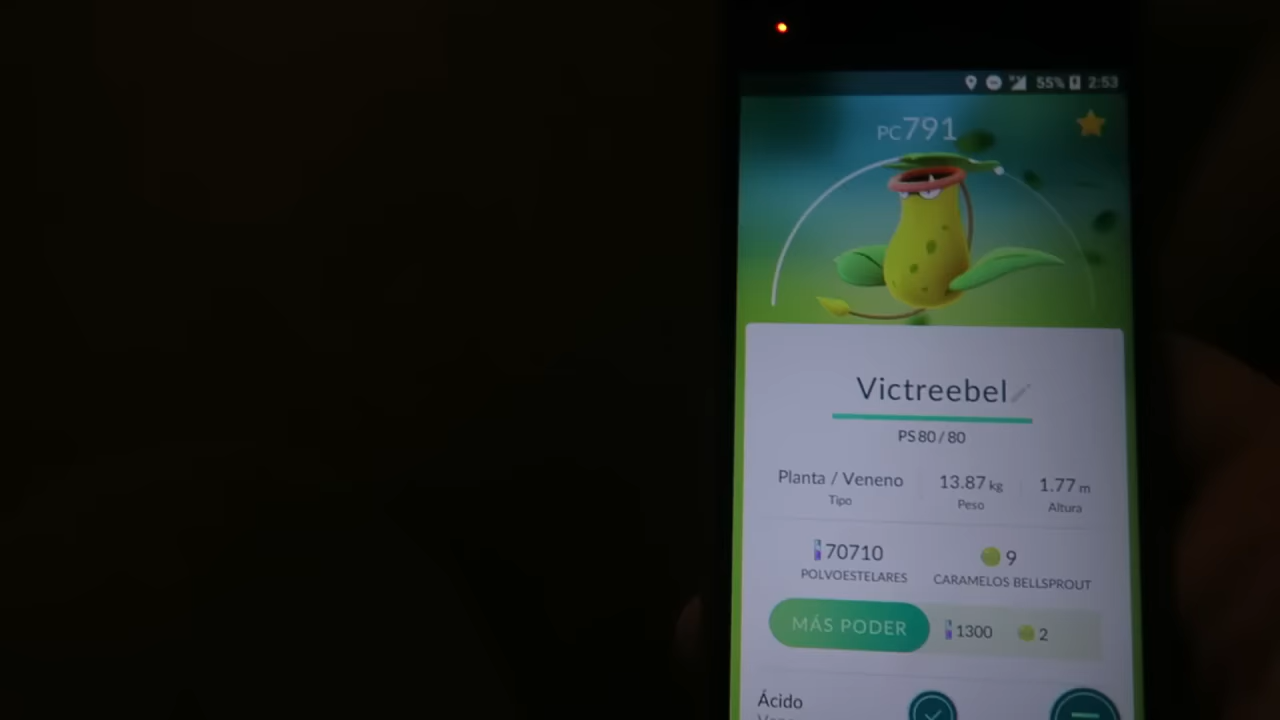 55% 2:53
PC791
Victreebel
PS 80 / 80
Planta / Veneno 13.87 kg 1.77 m
Tipo Peso Altura
70710 9
POLVOESTELARES CARAMELOS BELLSPROUT
MÁS PODER 1300 2
Ácido